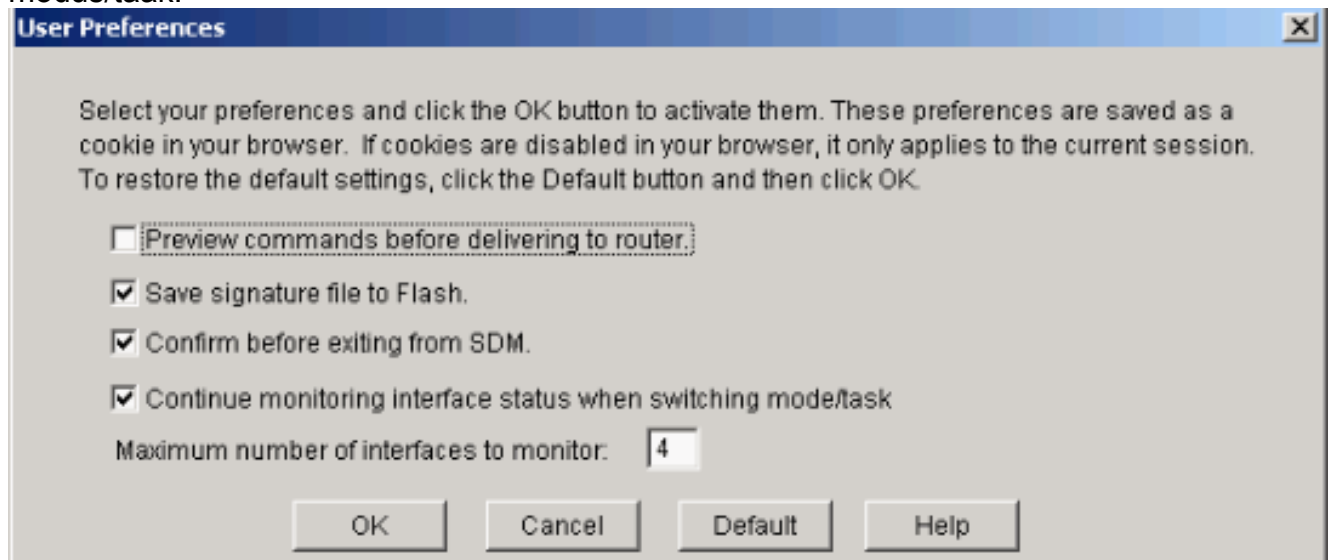 modus/taak.
User Preferences
Select your preferences and click the OK button to activate them. These preferences are saved as a
cookie in your browser. If cookies are disabled in your browser, it only applies to the current session.
To restore the default settings, click the Default button and then click OK.
Preview commands before delivering to router.
Save signature file to Flash.
Confirm before exiting from SDM.
Continue monitoring interface status when switching mode/task
Maximum number of interfaces to monitor: 4
OK Cancel Default Help